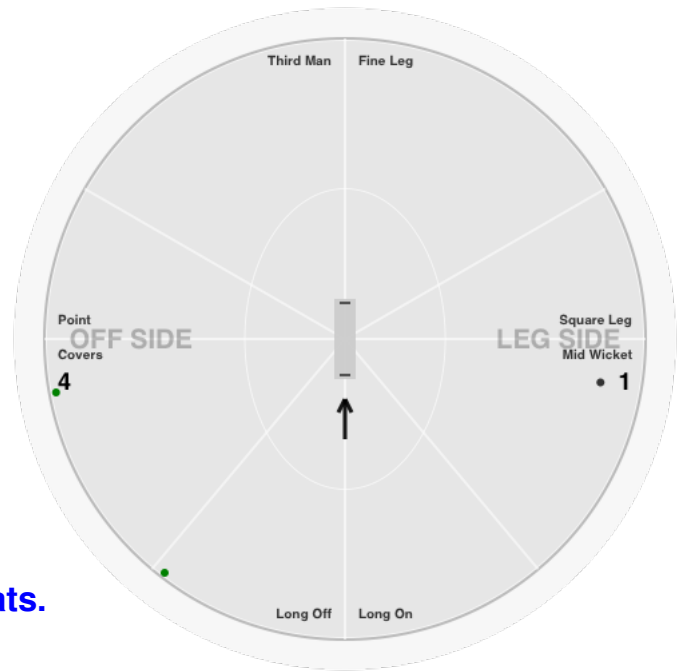 Third Man
Fine Leg
Point
Square Leg
OFF SIDE
LEG SIDE
Covers
Mid Wicket
4
1
Long Off
Long On